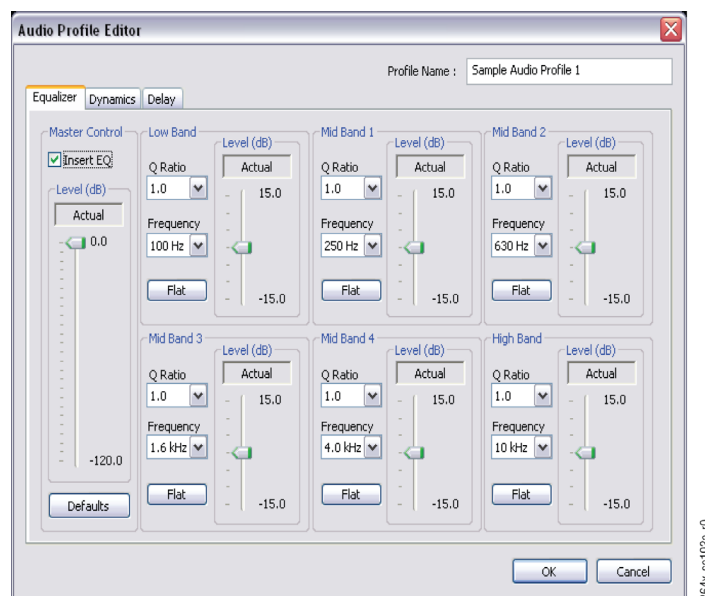 Audio Profile Editor
Profile Name : Sample Audio Profile 1
Equalizer Dynamics Delay
Master Control
Insert EQ
Level (dB)
Actual
0.0
-120.0
Defaults
Low Band
Q Ratio
1.0
Frequency
100 Hz
Flat
Level (dB)
Actual
15.0
-15.0
Mid Band 1
Q Ratio
1.0
Frequency
250 Hz
Flat
Level (dB)
Actual
15.0
-15.0
Mid Band 2
Q Ratio
1.0
Frequency
630 Hz
Flat
Level (dB)
Actual
15.0
-15.0
Mid Band 3
Q Ratio
1.0
Frequency
1.6 kHz
Flat
Level (dB)
Actual
15.0
-15.0
Mid Band 4
Q Ratio
1.0
Frequency
4.0 kHz
Flat
Level (dB)
Actual
15.0
-15.0
High Band
Q Ratio
1.0
Frequency
10 kHz
Flat
Level (dB)
Actual
15.0
-15.0
OK Cancel